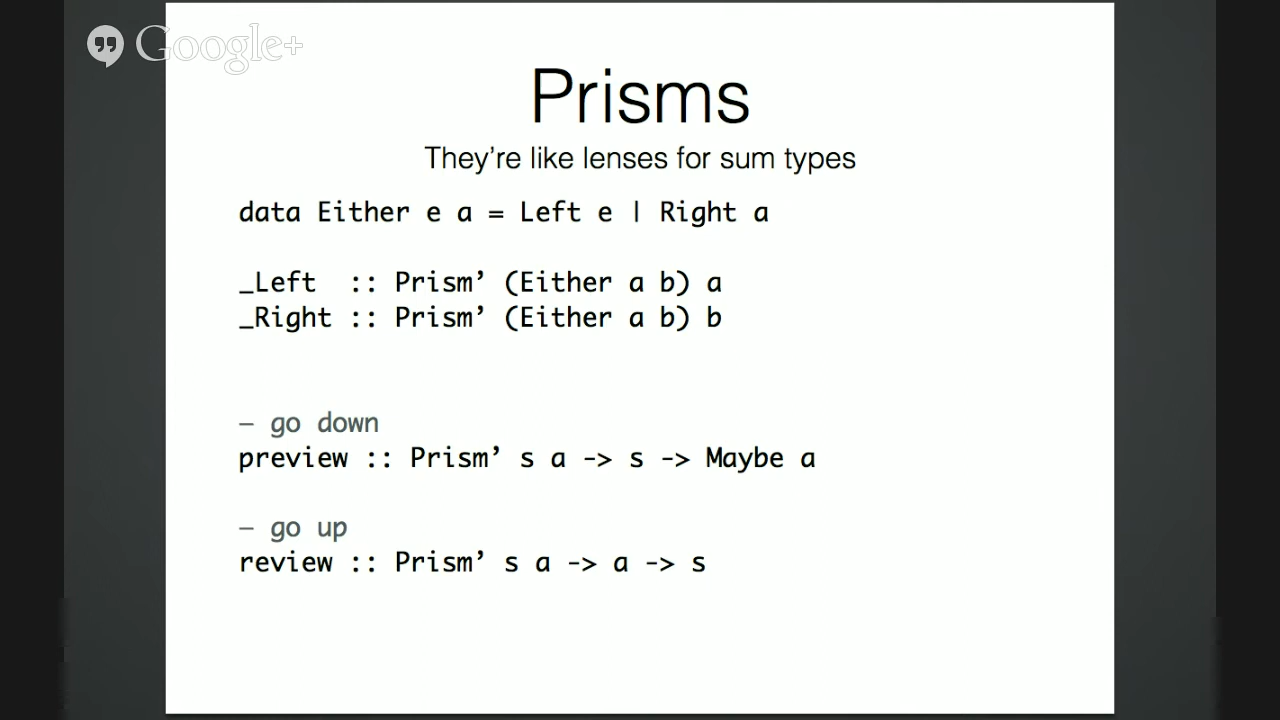 Google+
Prisms
They’re like lenses for sum types
data Either e a = Left e | Right a
_Left :: Prism’ (Either a b) a
_Right :: Prism’ (Either a b) b
– go down
preview :: Prism’ s a -> s -> Maybe a
– go up
review :: Prism’ s a -> a -> s